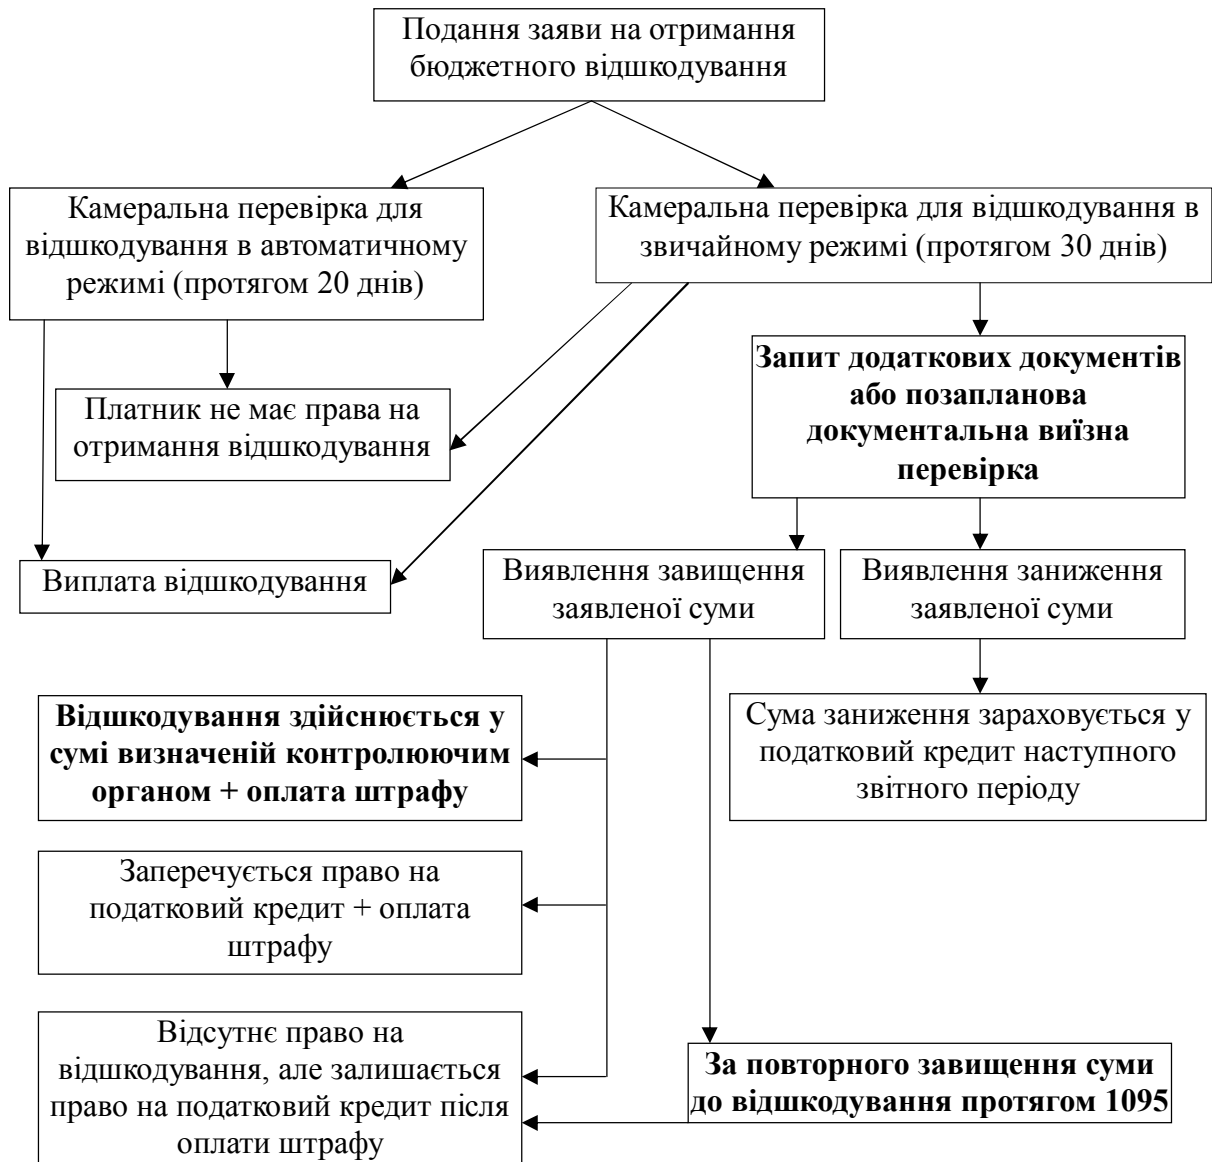 Подання заяви на отримання
бюджетного відшкодування
Камеральна перевірка для
відшкодування в автоматичному
режимі (протягом 20 днів)
Камеральна перевірка для відшкодування в
звичайному режимі (протягом 30 днів)
Запит додаткових документів
або позапланова
документальна виїзна
перевірка
Платник не має права на
отримання відшкодування
Виплата відшкодування
Виявлення завищення
заявленої суми
Виявлення заниження
заявленої суми
Відшкодування здійснюється у
сумі визначеній контролюючим
органом + оплата штрафу
Сума заниження зараховується у
податковий кредит наступного
звітного періоду
Заперечується право на
податковий кредит + оплата
штрафу
Відсутнє право на
відшкодування, але залишається
право на податковий кредит після
оплати штрафу
За повторного завищення суми
до відшкодування протягом 1095